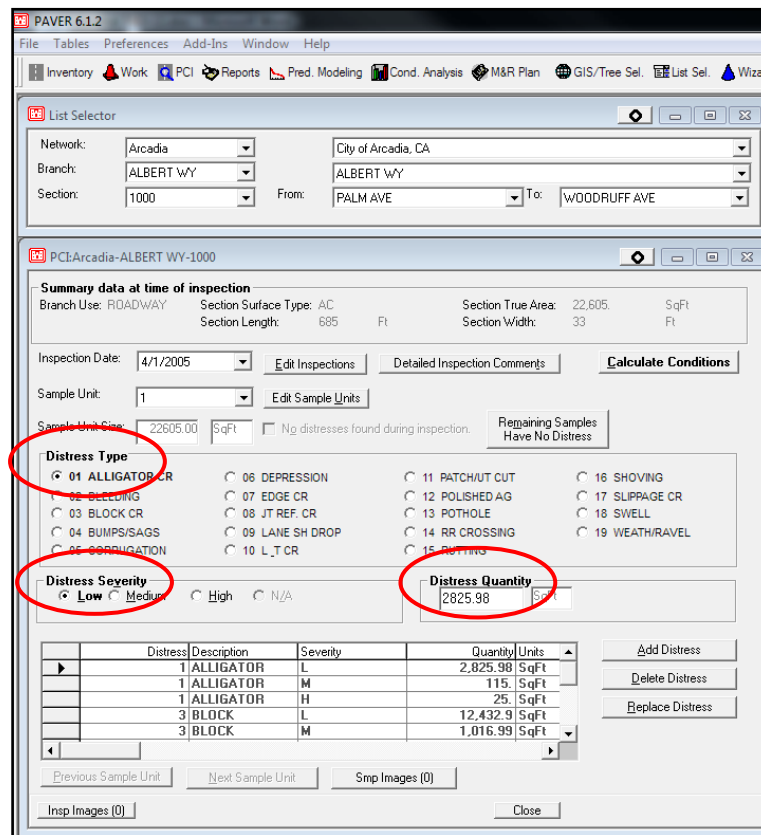 PAVER 6.1.2
File Tables Preferences Add-Ins Window Help
Inventory Work PCI Reports Pred. Modeling Cond. Analysis M&R Plan GIS/Tree Sel. List Sel. Wiza
List Selector
Network: Arcadia City of Arcadia, CA
Branch: ALBERT WY ALBERT WY
Section: 1000 From: PALM AVE To: WOODRUFF AVE
PCI:Arcadia-ALBERT WY-1000
Summary data at time of inspection
Branch Use: ROADWAY Section Surface Type: AC Section True Area: 22,605. SqFt
Section Length: 685 Ft Section Width: 33 Ft
Inspection Date: 4/1/2005 Edit Inspections Detailed Inspection Comments Calculate Conditions
Sample Unit: 1 Edit Sample Units
Sample Unit Size: 22605.00 SqFt No distresses found during inspection. Remaining Samples
Have No Distress
Distress Type
01 ALLIGATOR CR 06 DEPRESSION 11 PATCH/UT CUT 16 SHOVING
02 BLEEDING 07 EDGE CR 12 POLISHED AG 17 SLIPPAGE CR
03 BLOCK CR 08 JT REF. CR 13 POTHOLE 18 SWELL
04 BUMPS/SAGS 09 LANE SH DROP 14 RR CROSSING 19 WEATH/RAVEL
05 CORRUGATION 10 L_T CR 15 RUTTING
Distress Severity Distress Quantity
Low Medium High N/A 2825.98 SqFt
Distress Description Severity Quantity Units Add Distress
1 ALLIGATOR L 2,825.98 SqFt
1 ALLIGATOR M 115. SqFt Delete Distress
1 ALLIGATOR H 25. SqFt
3 BLOCK L 12,432.9 SqFt Replace Distress
3 BLOCK M 1,016.99 SqFt
Previous Sample Unit Next Sample Unit Smp Images (0)
Insp Images (0) Close